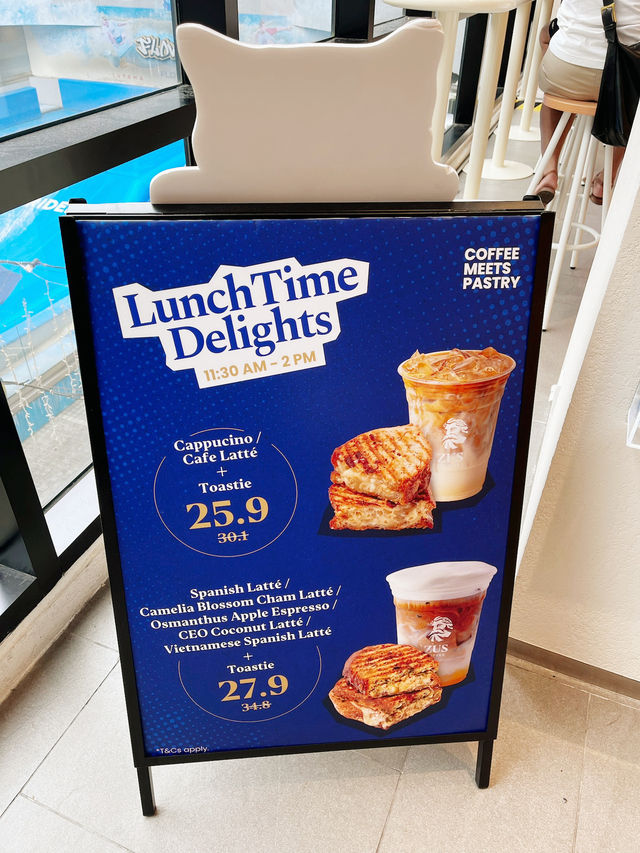 COFFEE
MEETS
PASTRY
LunchTime
Delights
11:30 AM - 2 PM
Cappucino /
Cafe Latté
+
Toastie
25.9
30.1
ZUS
Spanish Latté /
Camelia Blossom Cham Latté /
Osmanthus Apple Espresso /
CEO Coconut Latté /
Vietnamese Spanish Latté
+
Toastie
27.9
34.8
ZUS
*T&Cs apply.